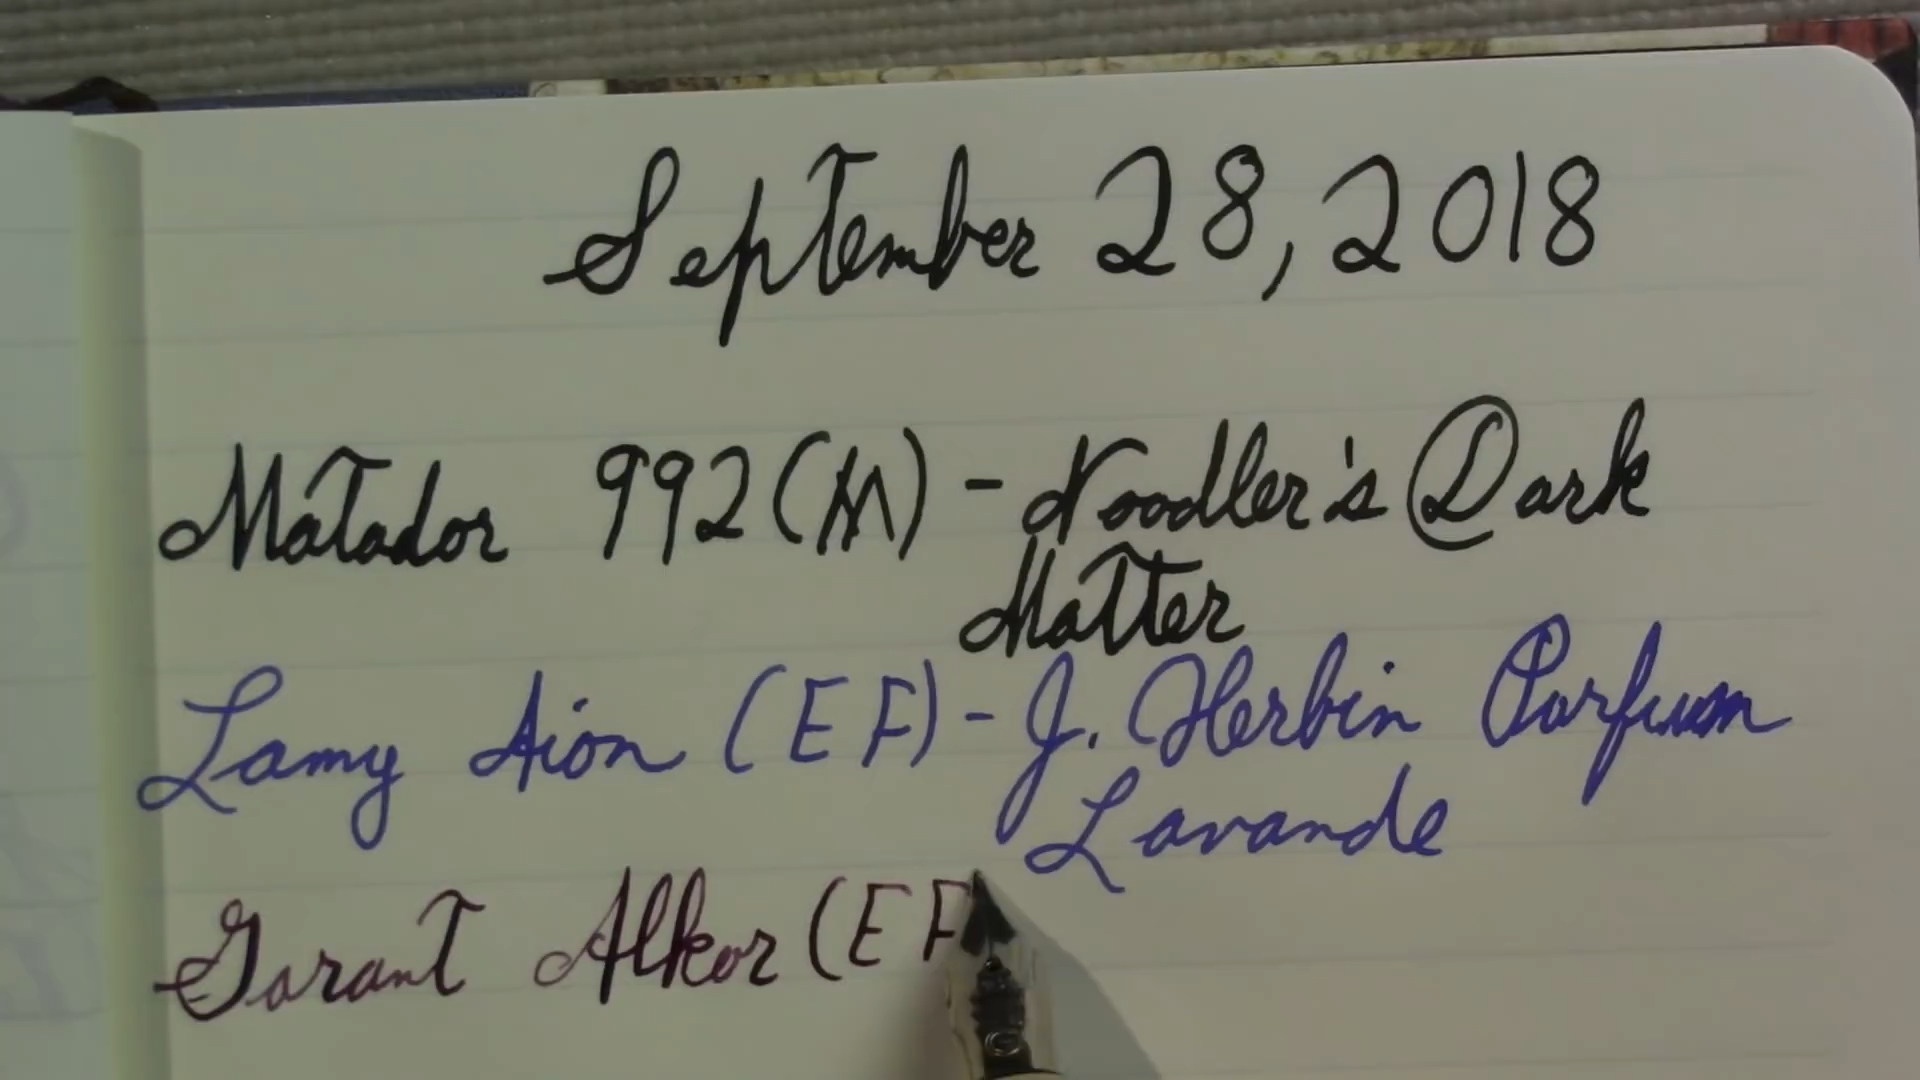 September 28, 2018
Matador 992 (M) - Noodler's Dark
Matter
Lamy Aion (EF) - J. Herbin Parfum
Lavande
Garant Alkor (EF